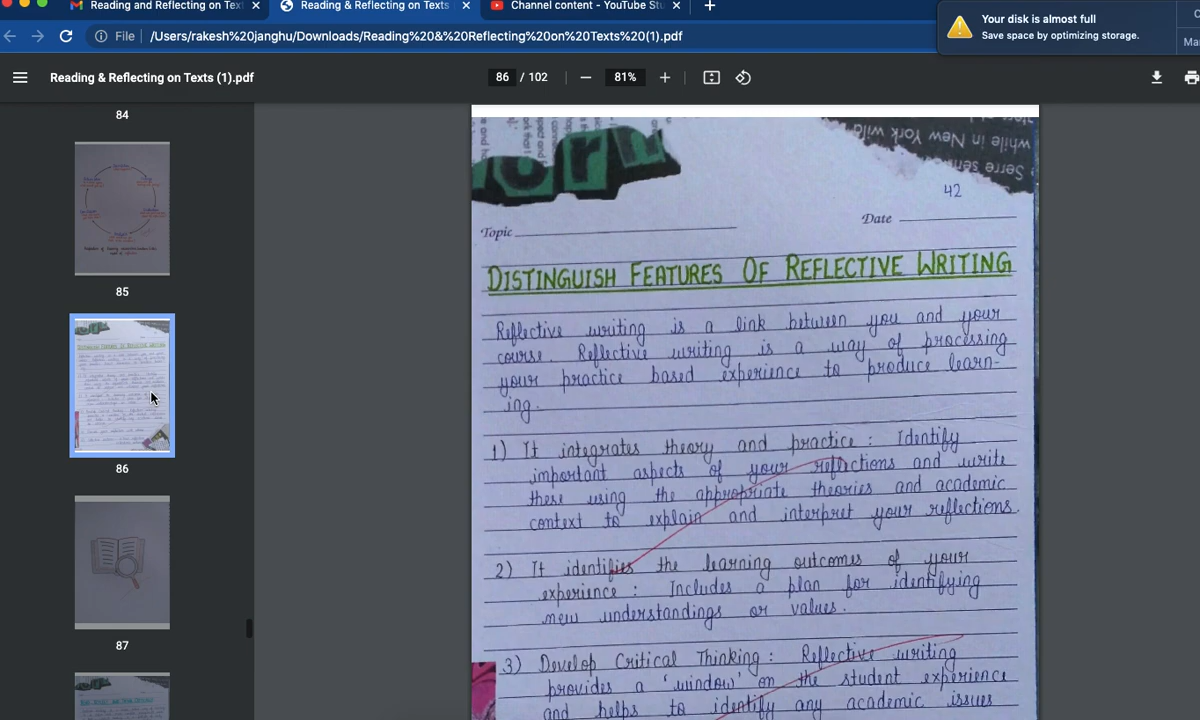 Reading and Reflecting on Tex
Reading & Reflecting on Texts
Channel content - YouTube Stu
Your disk is almost full
Save space by optimizing storage.
File
/Users/rakesh%20janghu/Downloads/Reading%20&%20Reflecting%20on%20Texts%20(1).pdf
Reading & Reflecting on Texts (1).pdf
86 / 102
81%
84
85
86
87
while in New York wild
Serre sens
42
Topic
Date
DISTINGUISH FEATURES OF REFLECTIVE WRITING
Reflective writing is a link between you and your
course. Reflective writing is a way of processing
your practice based experience to produce learn-
ing.
1) It integrates theory and practice : Identify
important aspects of your reflections and write
these using the appropriate theories and academic
context to explain and interpret your reflections.
2) It identifies the learning outcomes of your
experience : Includes a plan for identifying
new understandings or values.
3) Develop Critical Thinking : Reflective writing
provides a 'window' on the student experience
and helps to identify any academic issues